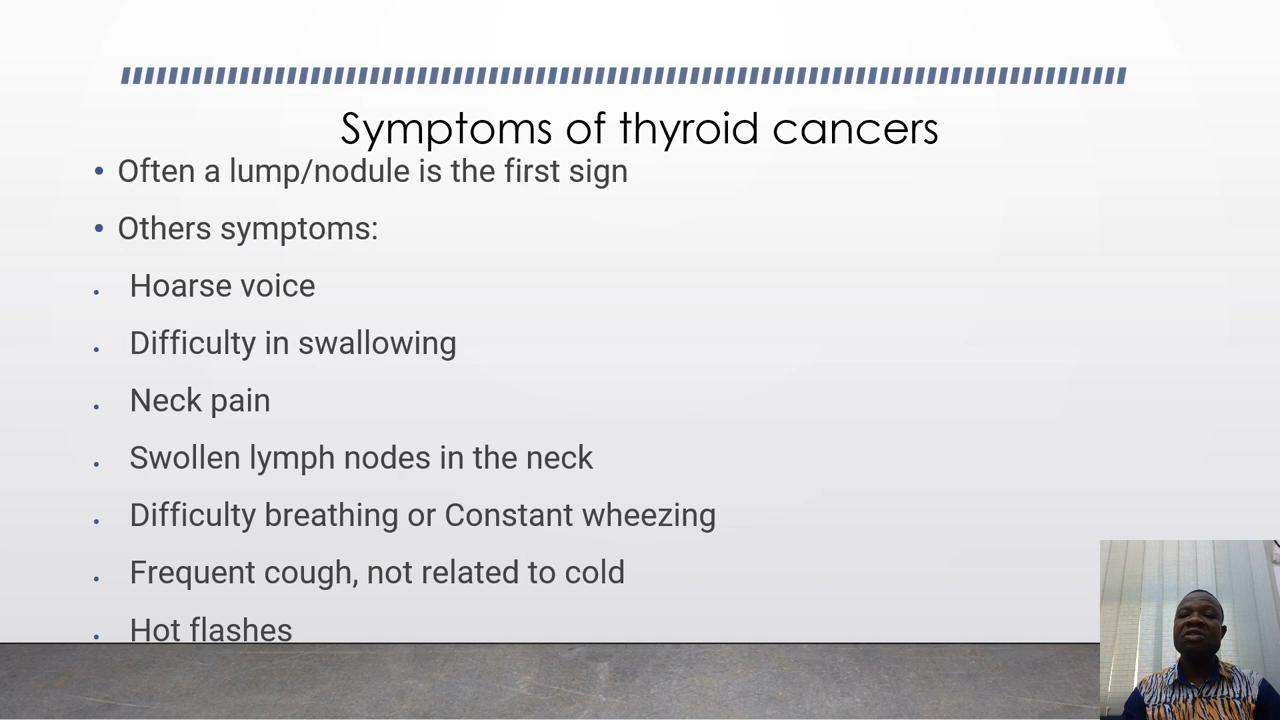 Symptoms of thyroid cancers
• Often a lump/nodule is the first sign
• Others symptoms:
• Hoarse voice
• Difficulty in swallowing
• Neck pain
• Swollen lymph nodes in the neck
• Difficulty breathing or Constant wheezing
• Frequent cough, not related to cold
• Hot flashes